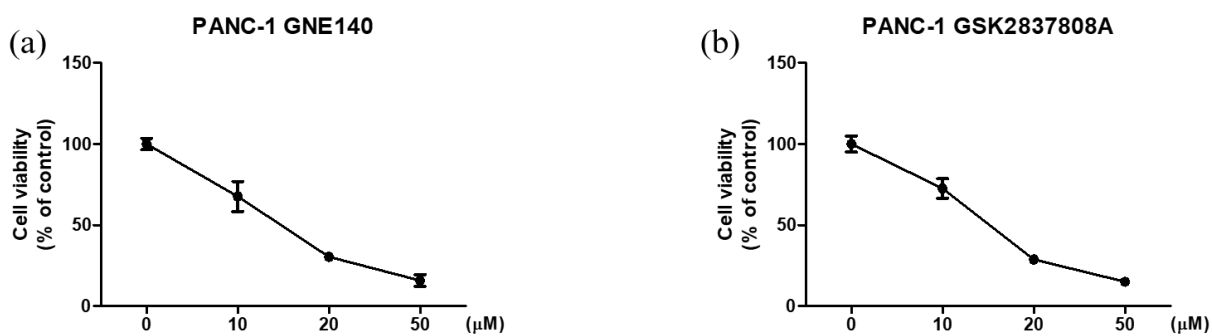 (a)
PANC-1 GNE140
Cell viability
(% of control)
150
100
50
0
0 10 20 50 (μM)
(b)
PANC-1 GSK2837808A
Cell viability
(% of control)
150
100
50
0
0 10 20 50 (μM)